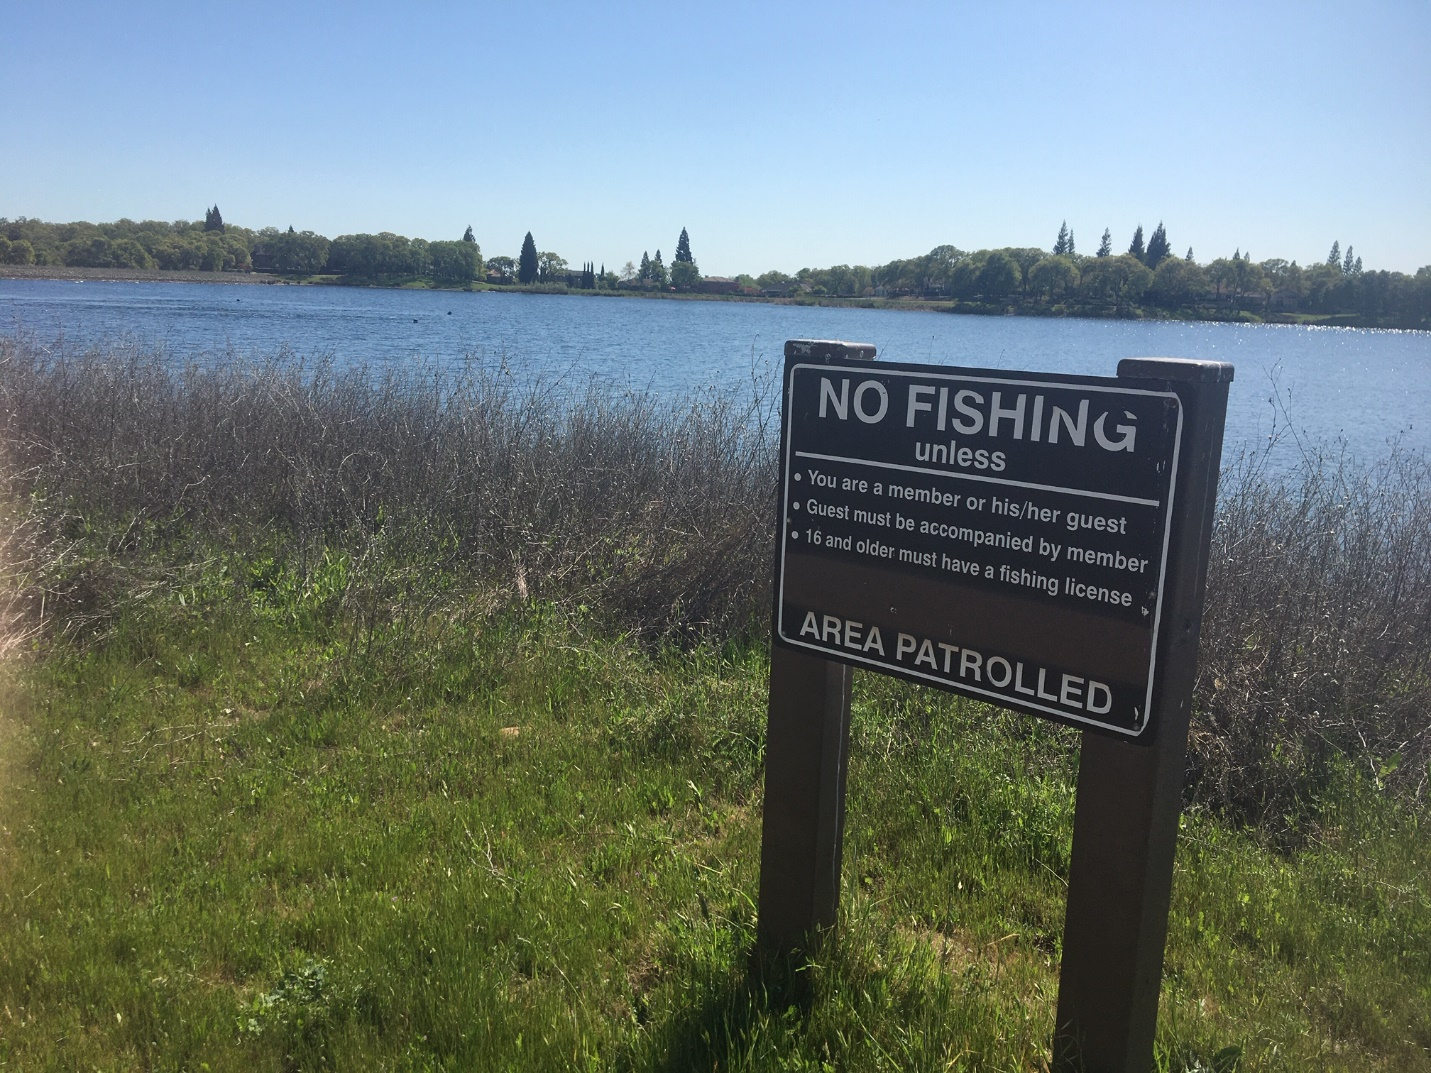 NO FISHING
unless
• You are a member or his/her guest
• Guest must be accompanied by member
• 16 and older must have a fishing license
AREA PATROLLED